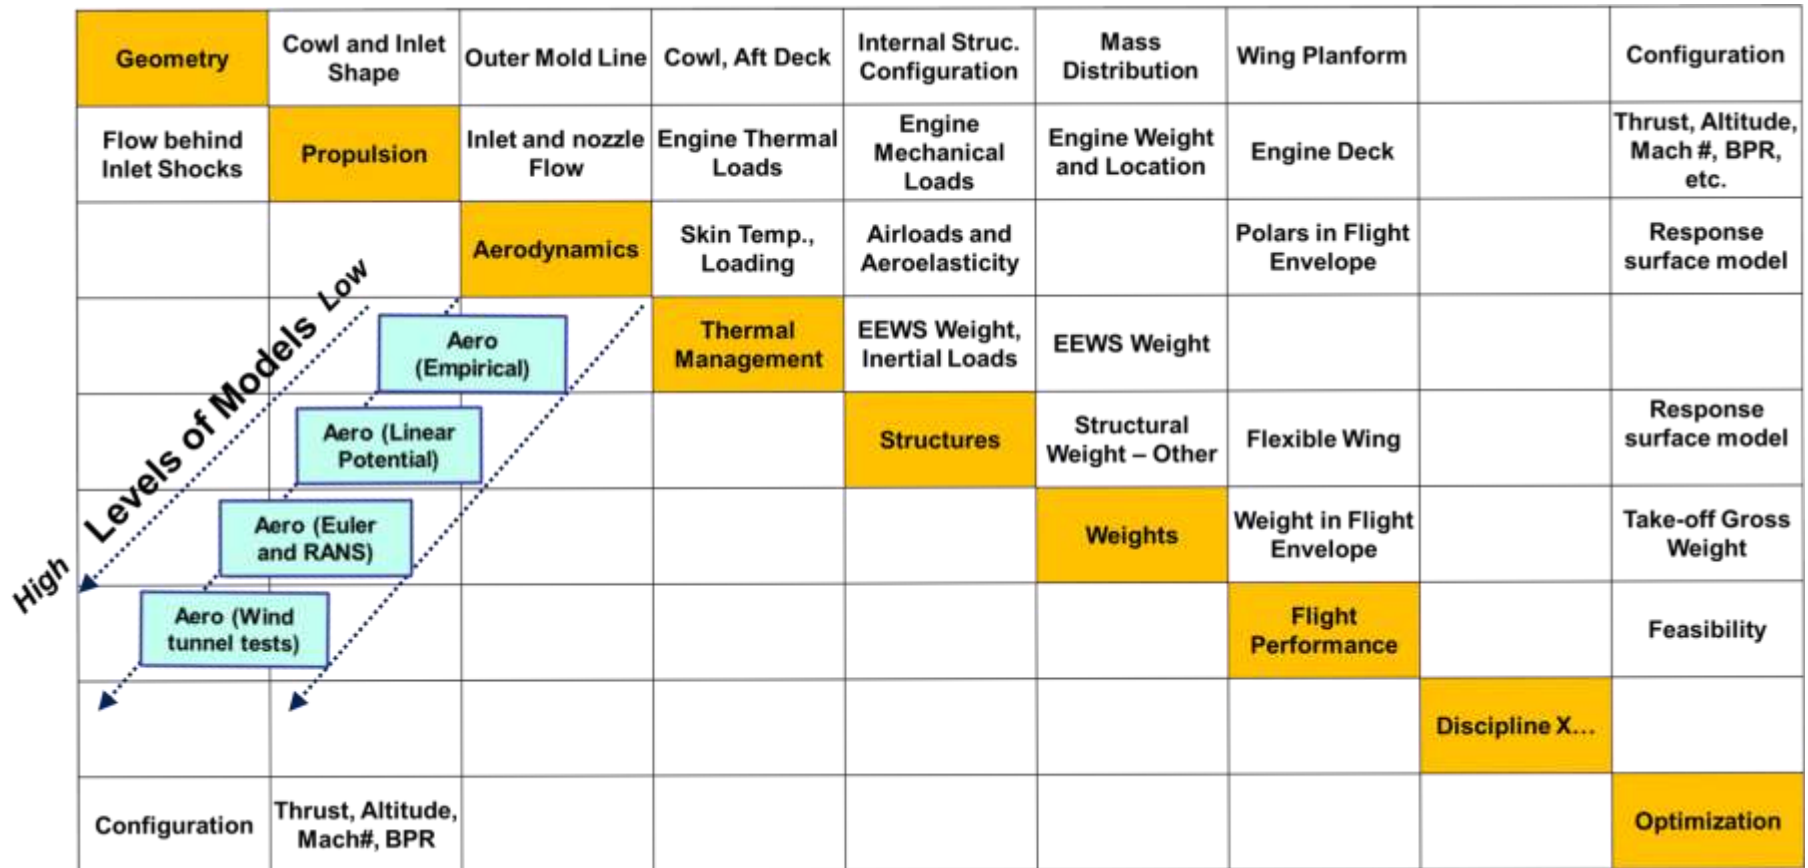 Geometry
Cowl and Inlet
Shape
Outer Mold Line
Cowl, Aft Deck
Internal Struc.
Configuration
Mass
Distribution
Wing Planform
Configuration
Flow behind
Inlet Shocks
Propulsion
Inlet and nozzle
Flow
Engine Thermal
Loads
Engine
Mechanical
Loads
Engine Weight
and Location
Engine Deck
Thrust, Altitude,
Mach #, BPR,
etc.
Aerodynamics
Skin Temp.,
Loading
Airloads and
Aeroelasticity
Polars in Flight
Envelope
Response
surface model
Thermal
Management
EEWS Weight,
Inertial Loads
EEWS Weight
Structures
Structural
Weight – Other
Flexible Wing
Response
surface model
Weights
Weight in Flight
Envelope
Take-off Gross
Weight
Flight
Performance
Feasibility
Discipline X...
Configuration
Thrust, Altitude,
Mach#, BPR
Optimization
Low
Levels of Models
High
Aero
(Empirical)
Aero (Linear
Potential)
Aero (Euler
and RANS)
Aero (Wind
tunnel tests)